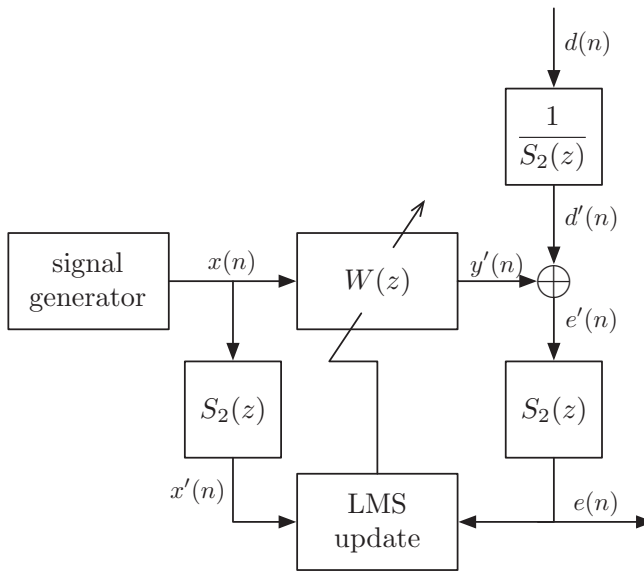 d(n)
1
S₂(z)
d′(n)
signal
generator
x(n)
W(z)
y′(n)
e′(n)
S₂(z)
S₂(z)
x′(n)
LMS
update
e(n)